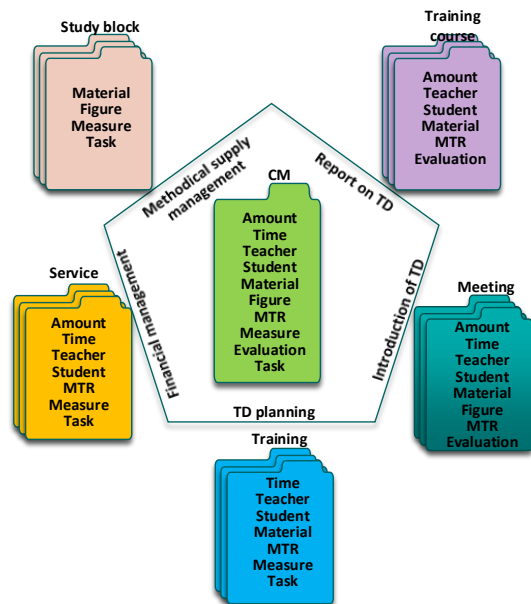 Study block
Material
Figure
Measure
Task
Training
course
Amount
Teacher
Student
Material
MTR
Evaluation
Methodical supply
management
Report on TD
CM
Amount
Time
Teacher
Student
Material
Figure
MTR
Measure
Evaluation
Task
Service
Amount
Time
Teacher
Student
MTR
Measure
Task
Financial management
Introduction of TD
Meeting
Amount
Time
Teacher
Student
Material
Figure
MTR
Evaluation
TD planning
Training
Time
Teacher
Student
Material
MTR
Measure
Task